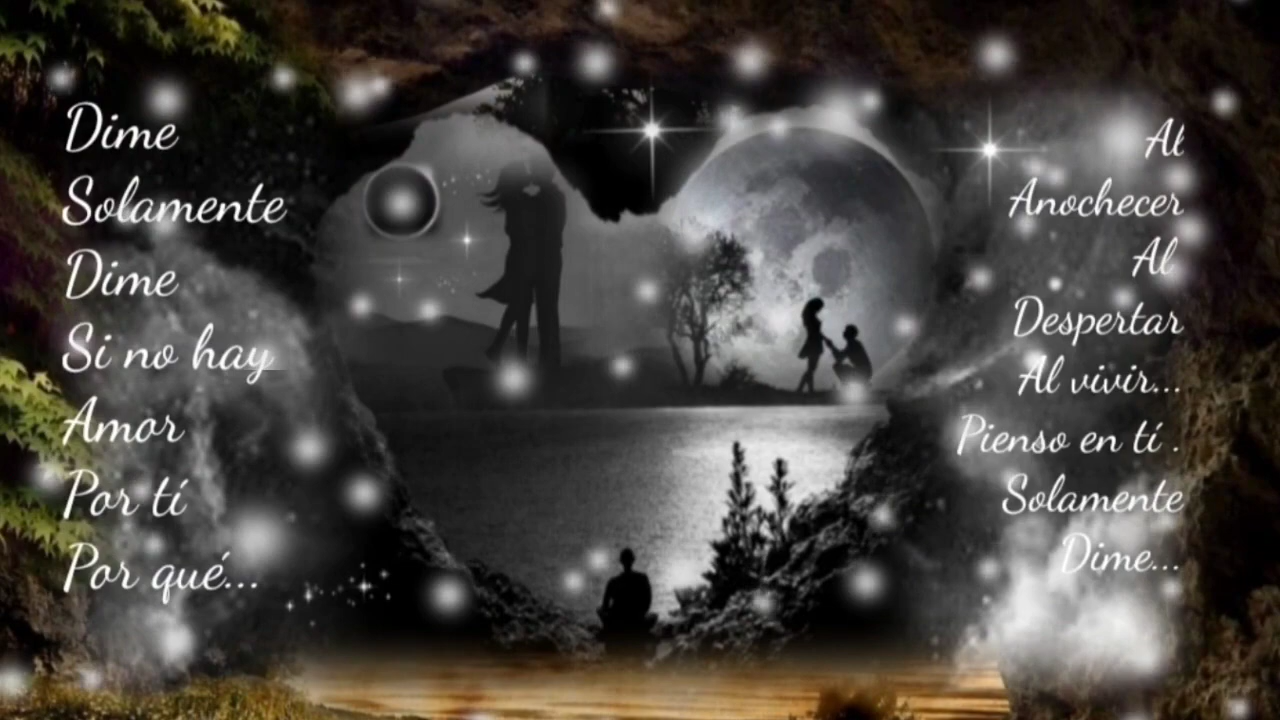 Dime
Solamente
Dime
Si no hay
Amor
Por tí
Por qué...
Al
Anochecer
Al
Despertar
Al vivir...
Pienso en tí .
Solamente
Dime...